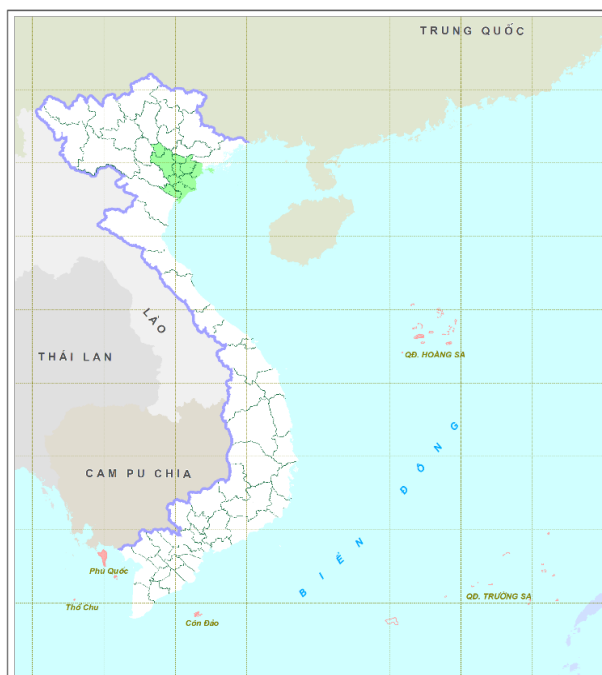 TRUNG QUỐC
LÀO
QĐ. HOÀNG SA
THÁI LAN
CAM PU CHIA
BIỂN ĐÔNG
Phú Quốc
Thổ Chu
Côn Đảo
QĐ. TRƯỜNG SA